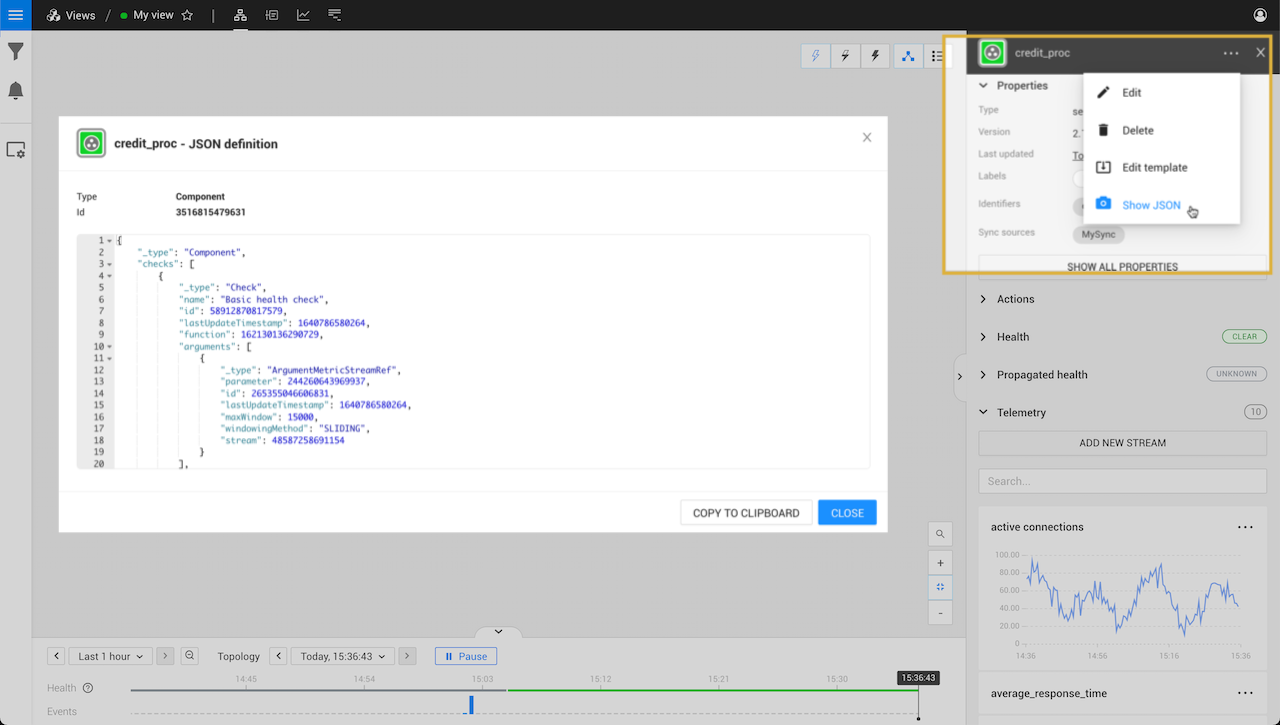 Views / My view
credit_proc
Properties
Type
Version 2.
Last updated To
Labels
Identifiers
Sync sources MySync
Edit
Delete
Edit template
Show JSON
SHOW ALL PROPERTIES
Actions
Health CLEAR
Propagated health UNKNOWN
Telemetry 10
ADD NEW STREAM
Search...
active connections
100.00
80.00
60.00
40.00
20.00
0
14:36 14:56 15:16 15:36
average_response_time
credit_proc - JSON definition
Type Component
Id 3516815479631
1 {
2 "_type": "Component",
3 "checks": [
4 {
5 "_type": "Check",
6 "name": "Basic health check",
7 "id": 58912870817579,
8 "lastUpdateTimestamp": 1640786580264,
9 "function": 162130136290729,
10 "arguments": [
11 {
12 "_type": "ArgumentMetricStreamRef",
13 "parameter": 244260643969937,
14 "id": 265355046606831,
15 "lastUpdateTimestamp": 1640786580264,
16 "maxWindow": 15000,
17 "windowingMethod": "SLIDING",
18 "stream": 48587258691154
19 }
20 ],
COPY TO CLIPBOARD CLOSE
+
-
Last 1 hour Topology Today, 15:36:43 Pause
14:45 14:54 15:03 15:12 15:21 15:30 15:36:43
Health ?
Events